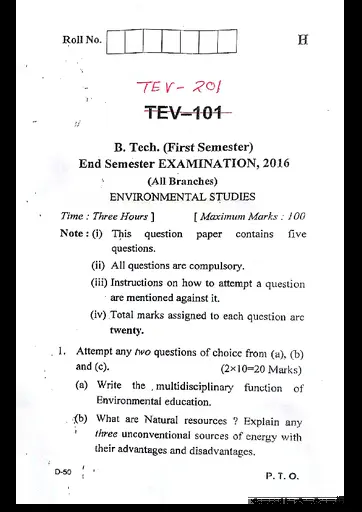 Roll No.
H
TEV-201
TEV-101
B. Tech. (First Semester)
End Semester EXAMINATION, 2016
(All Branches)
ENVIRONMENTAL STUDIES
Time : Three Hours ] [ Maximum Marks : 100
Note : (i) This question paper contains five
questions.
(ii) All questions are compulsory.
(iii) Instructions on how to attempt a question
are mentioned against it.
(iv) Total marks assigned to each question are
twenty.
1. Attempt any two questions of choice from (a), (b)
and (c). (2×10=20 Marks)
(a) Write the multidisciplinary function of
Environmental education.
(b) What are Natural resources ? Explain any
three unconventional sources of energy with
their advantages and disadvantages.
D-50
P. T. O.